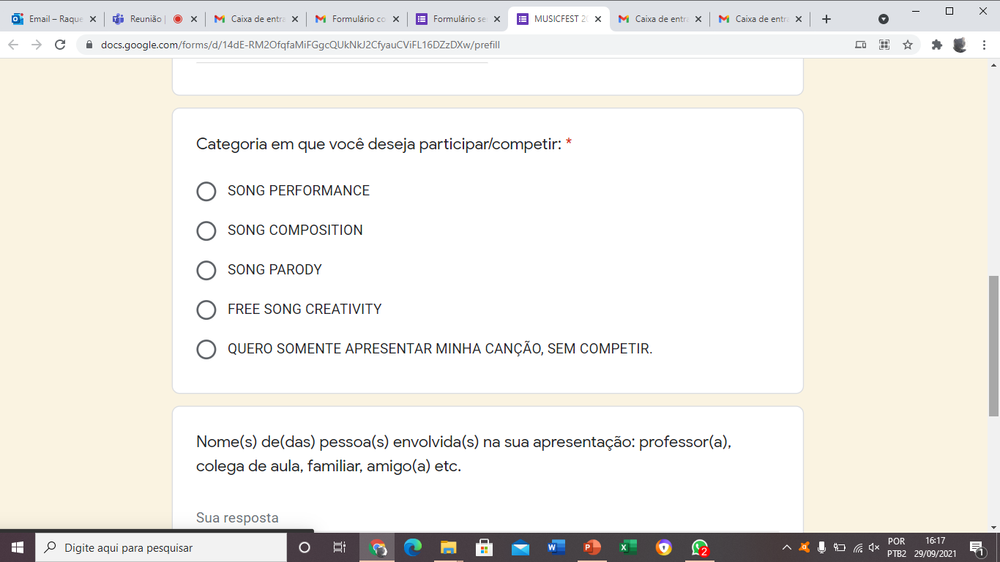 Email – Raque
Reunião |
Caixa de entra
Formulário co
Formulário se
MUSICFEST 20
Caixa de entra
Caixa de entra
docs.google.com/forms/d/14dE-RM2OfqfaMiFGgcQUkNkJ2CfyauCViFL16DZzDXw/prefill
Categoria em que você deseja participar/competir: *
SONG PERFORMANCE
SONG COMPOSITION
SONG PARODY
FREE SONG CREATIVITY
QUERO SOMENTE APRESENTAR MINHA CANÇÃO, SEM COMPETIR.
Nome(s) de(das) pessoa(s) envolvida(s) na sua apresentação: professor(a),
colega de aula, familiar, amigo(a) etc.
Sua resposta
Digite aqui para pesquisar
2
POR
PTB2
16:17
29/09/2021
1